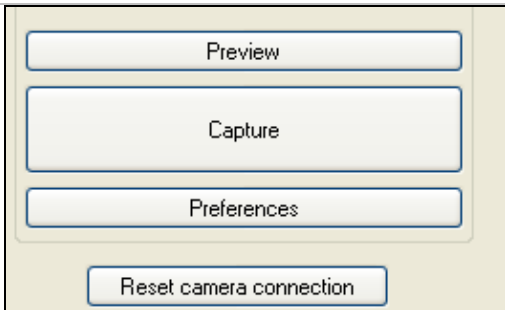 Preview
Capture
Preferences
Reset camera connection